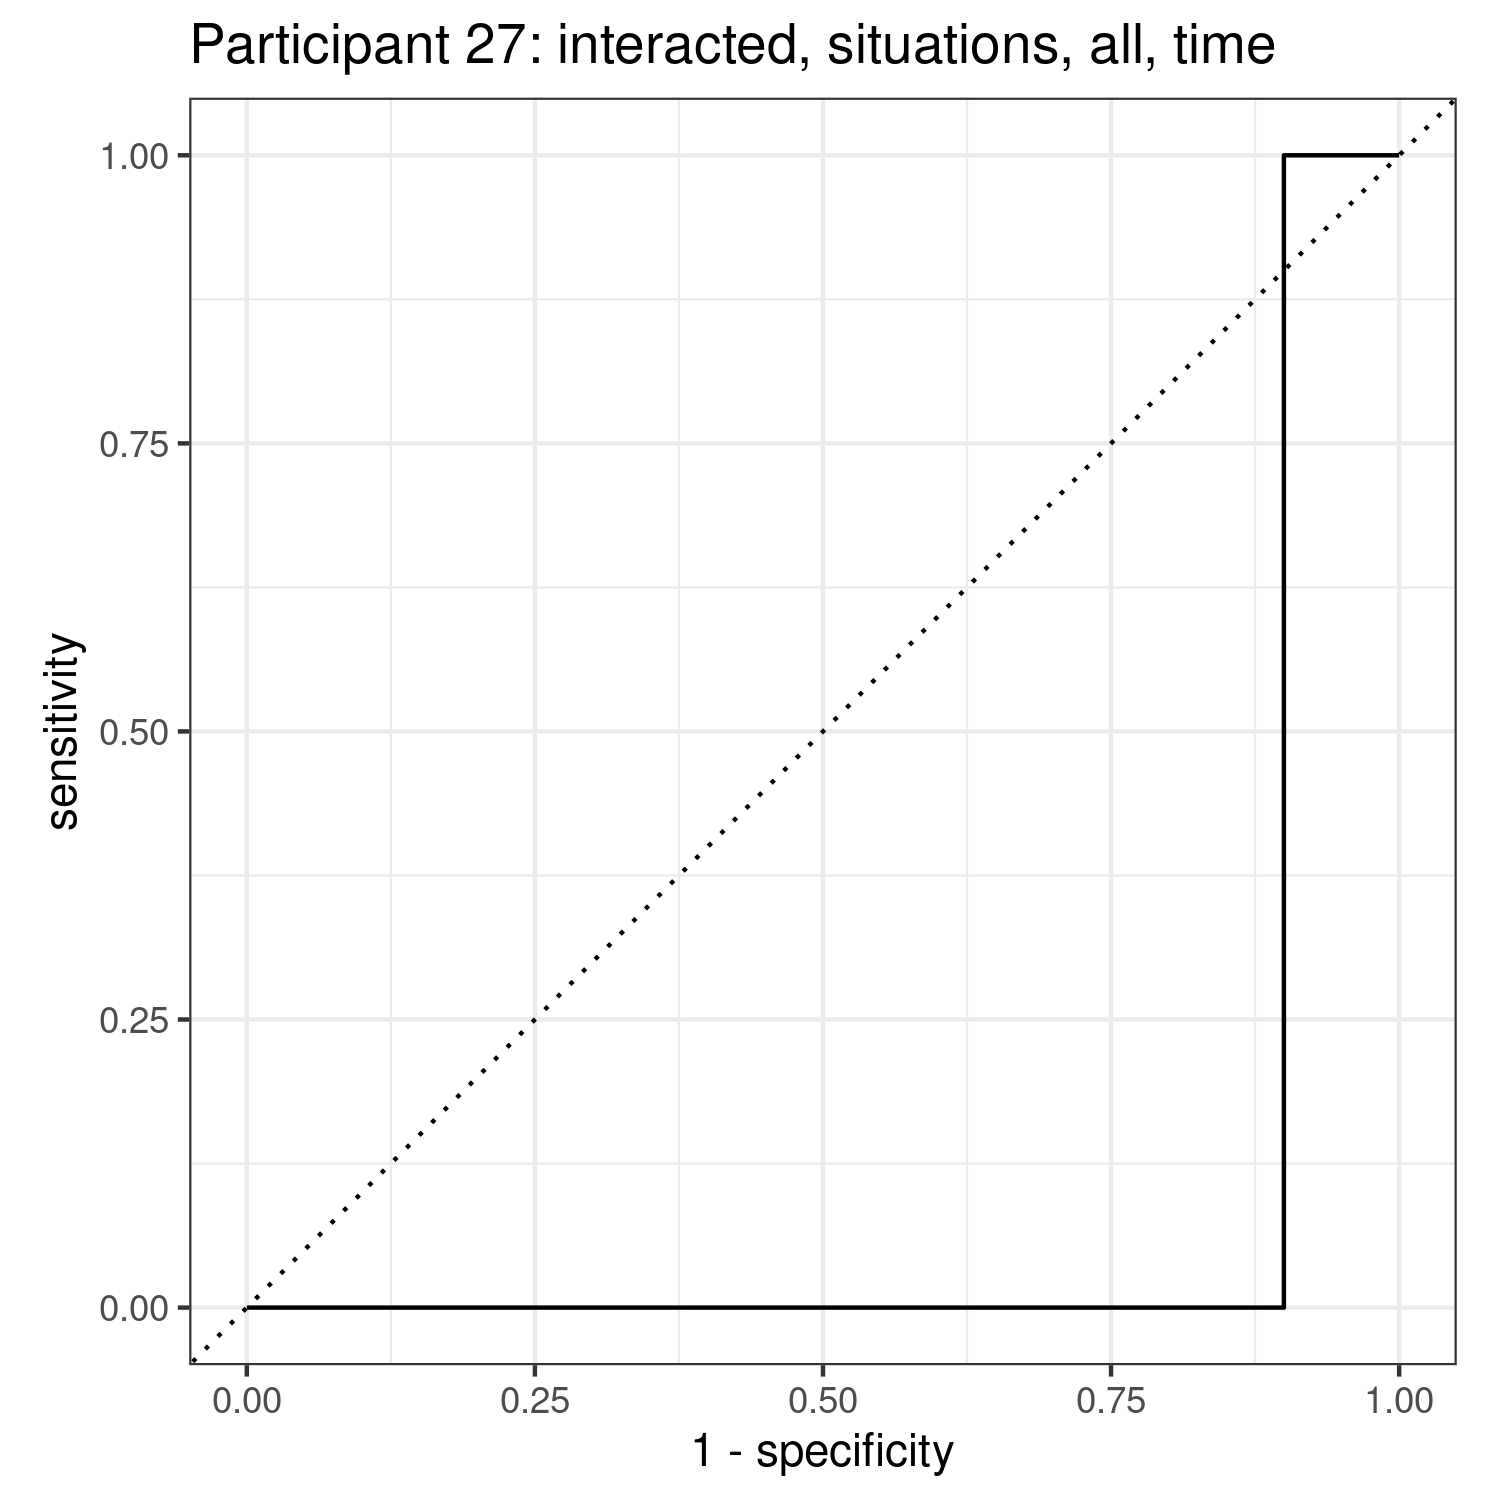 Participant 27: interacted, situations, all, time
sensitivity
1.00
0.75
0.50
0.25
0.00
0.00 0.25 0.50 0.75 1.00
1 - specificity